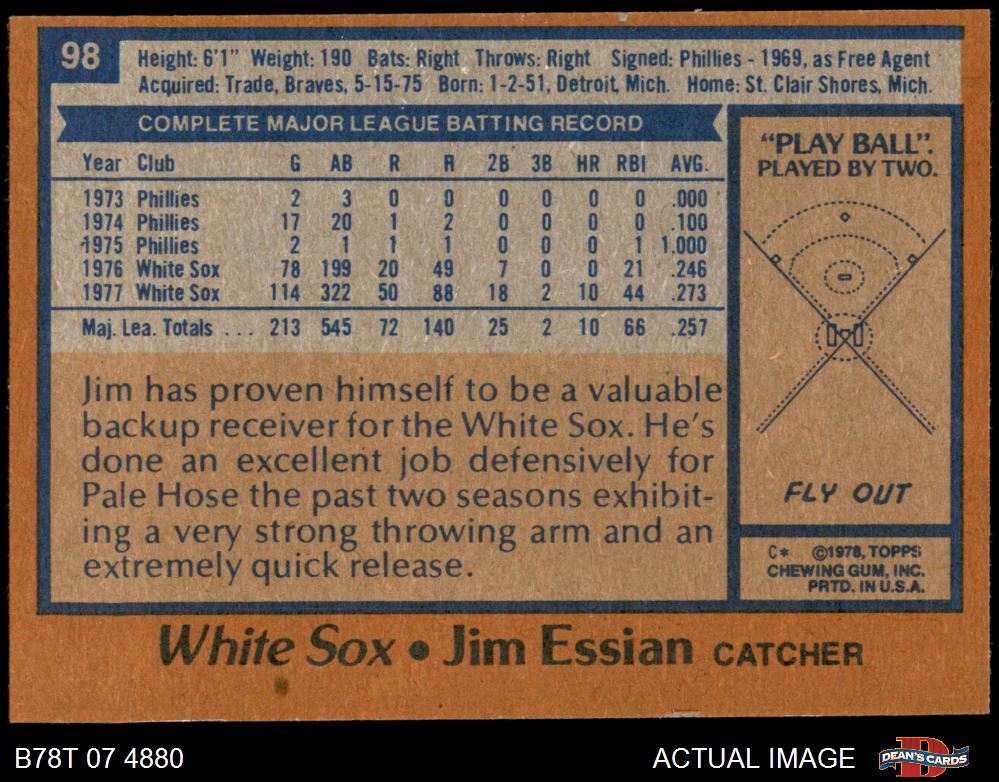 98
Height: 6'1" Weight: 190 Bats: Right Throws: Right Signed: Phillies - 1969, as Free Agent
Acquired: Trade, Braves, 5-15-75 Born: 1-2-51, Detroit, Mich. Home: St. Clair Shores, Mich.
COMPLETE MAJOR LEAGUE BATTING RECORD
Year Club G AB R H 2B 3B HR RBI AVG.
1973 Phillies 2 3 0 0 0 0 0 0 .000
1974 Phillies 17 20 1 2 0 0 0 0 .100
1975 Phillies 2 1 1 1 0 0 0 1 1.000
1976 White Sox 78 199 20 49 7 0 0 21 .246
1977 White Sox 114 322 50 88 18 2 10 44 .273
Maj. Lea. Totals . . . 213 545 72 140 25 2 10 66 .257
Jim has proven himself to be a valuable
backup receiver for the White Sox. He's
done an excellent job defensively for
Pale Hose the past two seasons exhibit-
ing a very strong throwing arm and an
extremely quick release.
"PLAY BALL".
PLAYED BY TWO.
FLY OUT
C* ©1978, TOPPS
CHEWING GUM, INC.
PRTD. IN U.S.A.
White Sox • Jim Essian CATCHER
B78T 07 4880
ACTUAL IMAGE
DEAN'S CARDS